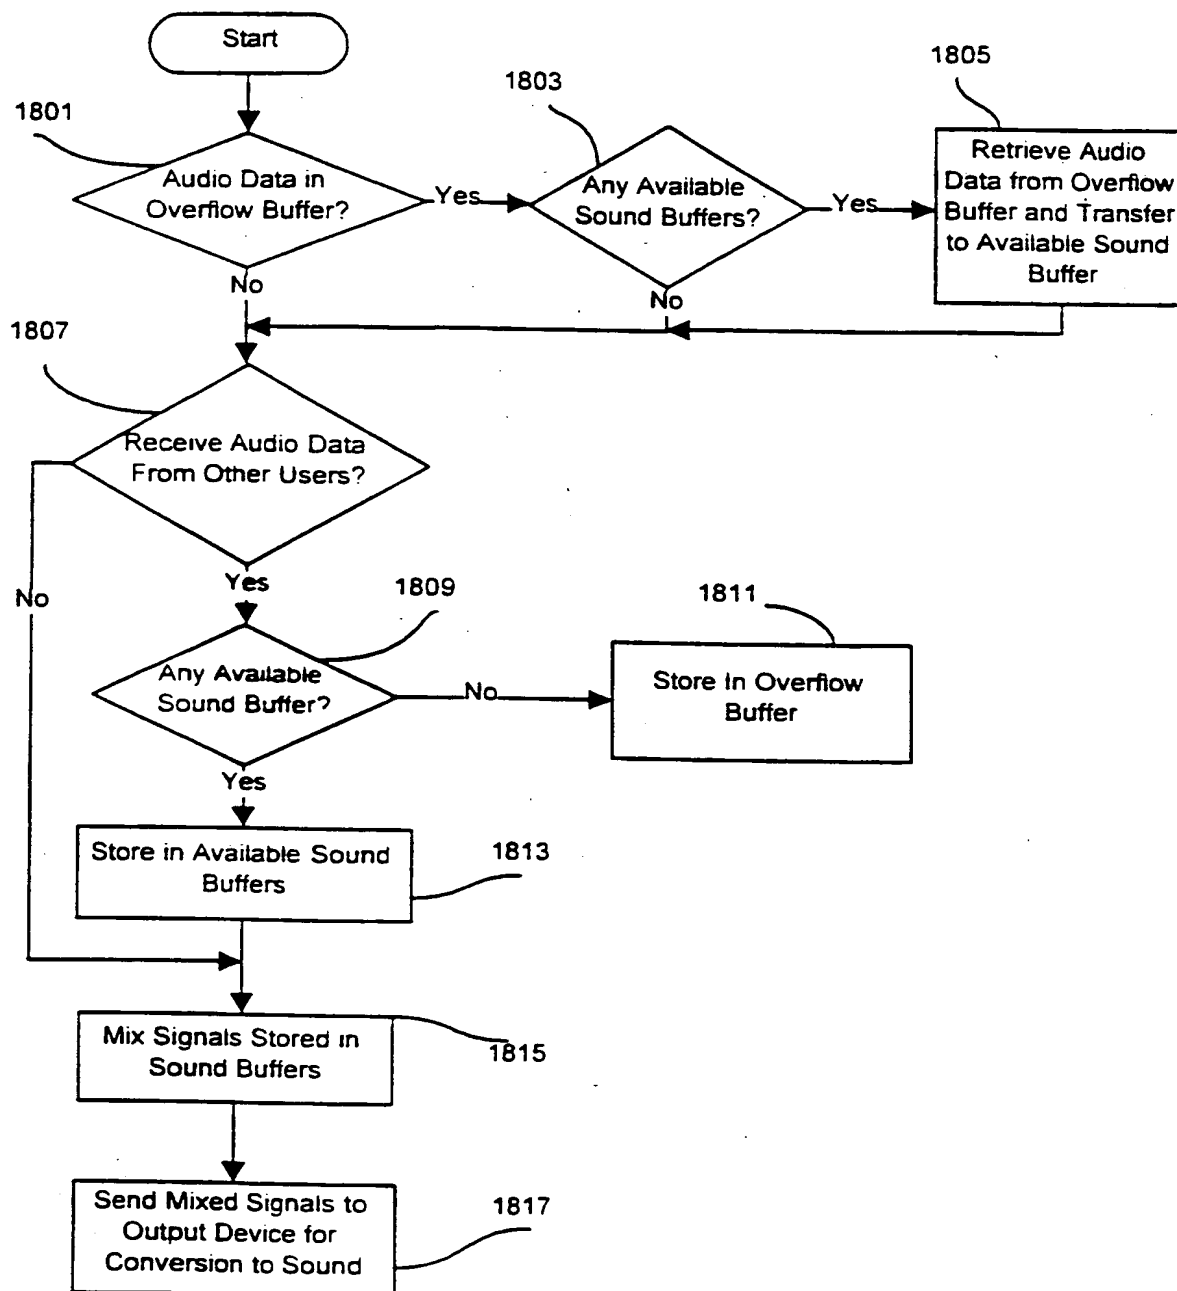 Start
1801
Audio Data in
Overflow Buffer?
Yes
1803
Any Available
Sound Buffers?
Yes
1805
Retrieve Audio
Data from Overflow
Buffer and Transfer
to Available Sound
Buffer
No
No
1807
Receive Audio Data
From Other Users?
No
Yes
1809
Any Available
Sound Buffer?
No
1811
Store In Overflow
Buffer
Yes
Store in Available Sound
Buffers
1813
Mix Signals Stored in
Sound Buffers
1815
Send Mixed Signals to
Output Device for
Conversion to Sound
1817